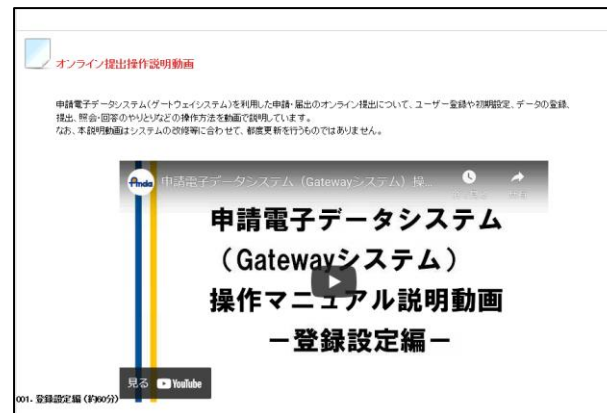 オンライン提出操作説明動画
申請電子データシステム(ゲートウェイシステム)を利用した申請・届出のオンライン提出について、ユーザー登録や初期設定、データの登録、
提出、照会・回答のやりとりなどの操作方法を動画で説明しています。
なお、本説明動画はシステムの改修等に合わせて、都度更新を行うものではありません。
Pmda 申請電子データシステム（Gatewayシステム）操...
申請電子データシステム
（Gatewayシステム）
操作マニュアル説明動画
－登録設定編－
見る YouTube
001. 登録設定編 (約60分)